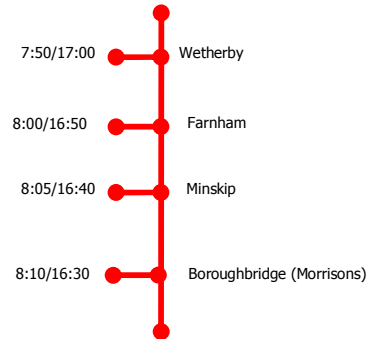 7:50/17:00 Wetherby
8:00/16:50 Farnham
8:05/16:40 Minskip
8:10/16:30 Boroughbridge (Morrisons)